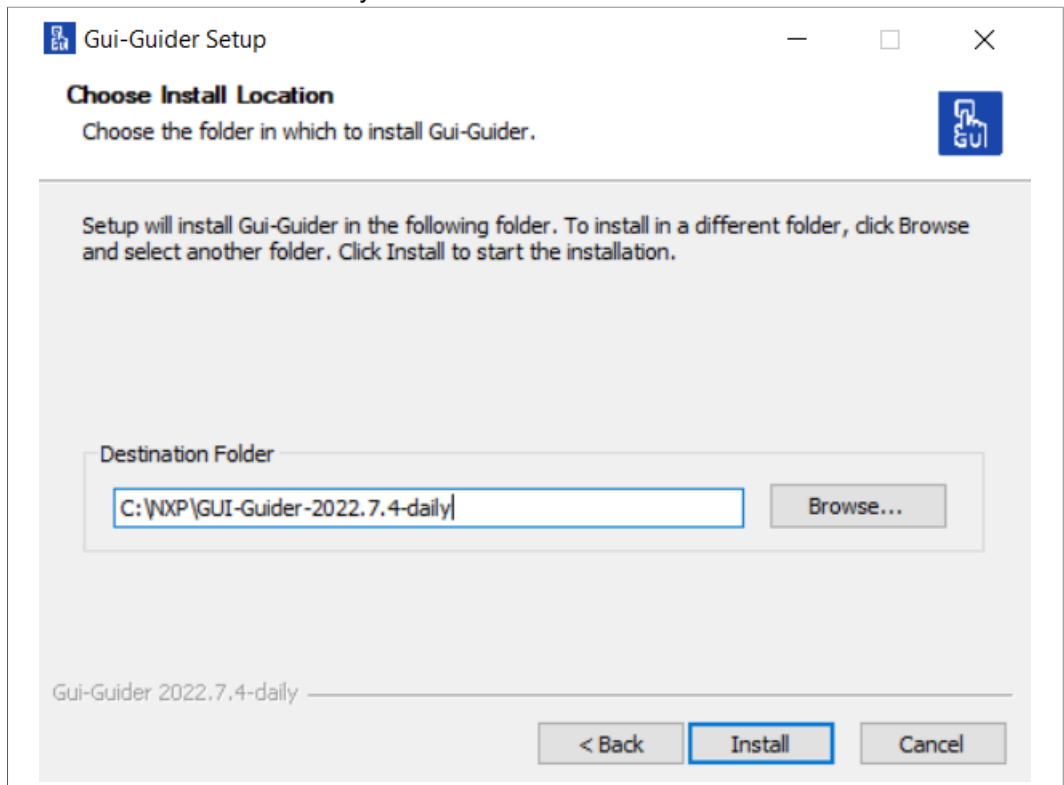 Gui-Guider Setup
Choose Install Location
Choose the folder in which to install Gui-Guider.
GUI
Setup will install Gui-Guider in the following folder. To install in a different folder, click Browse
and select another folder. Click Install to start the installation.
Destination Folder
C:\NXP\GUI-Guider-2022.7.4-daily
Browse...
Gui-Guider 2022.7.4-daily
< Back
Install
Cancel